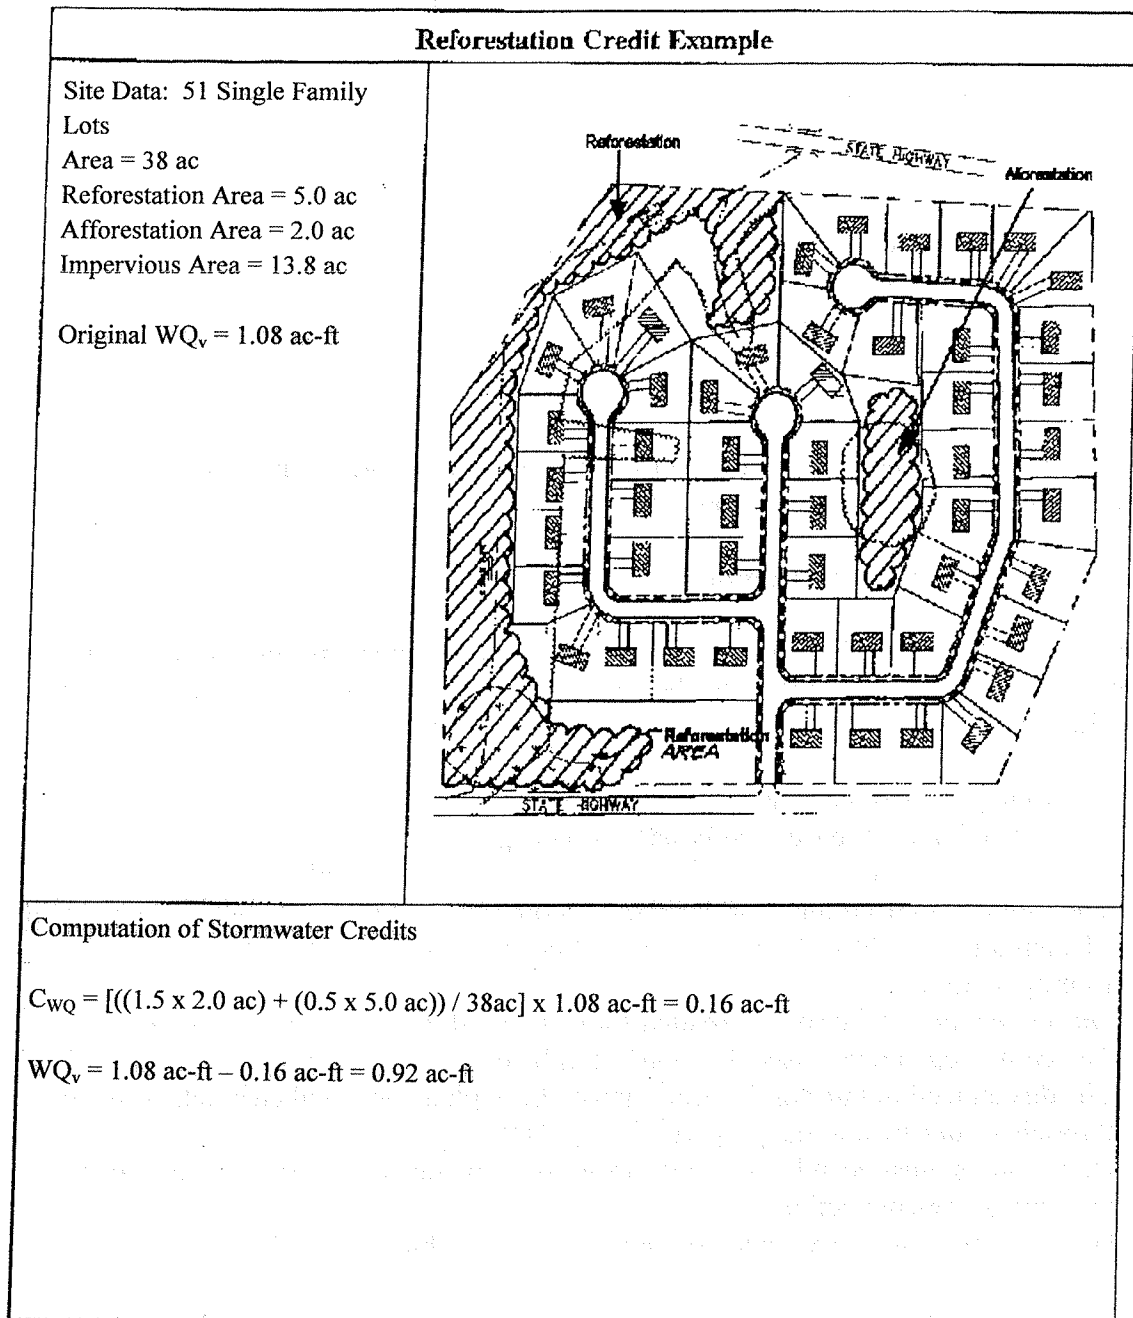 Reforestation Credit Example
Site Data: 51 Single Family
Lots
Area = 38 ac
Reforestation Area = 5.0 ac
Afforestation Area = 2.0 ac
Impervious Area = 13.8 ac
Original WQv = 1.08 ac-ft
Reforestation
STATE HIGHWAY
Afforestation
Reforestation
AREA
STATE HIGHWAY
Computation of Stormwater Credits
CWQ = [((1.5 x 2.0 ac) + (0.5 x 5.0 ac)) / 38ac] x 1.08 ac-ft = 0.16 ac-ft
WQv = 1.08 ac-ft – 0.16 ac-ft = 0.92 ac-ft